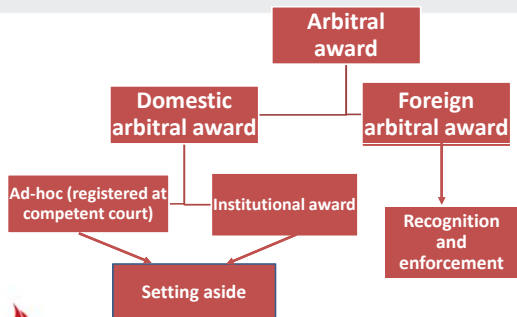 Arbitral
award
Domestic
arbitral award
Foreign
arbitral award
Ad-hoc (registered at
competent court)
Institutional award
Recognition
and
enforcement
Setting aside